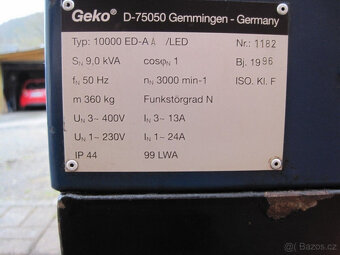 Geko® D-75050 Gemmingen - Germany
Typ: 10000 ED-A A /LED Nr.: 1182
SN 9,0 kVA cosφN 1 Bj. 1996
fN 50 Hz nN 3000 min-1 ISO. Kl. F
m 360 kg Funkstörgrad N
UN 3~ 400V IN 3~ 13A
UN 1~ 230V IN 1~ 24A
IP 44 99 LWA
Bazos.cz